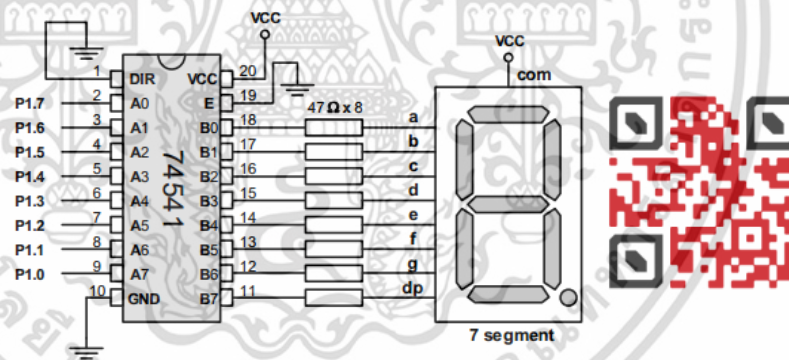 VCC
VCC
1 DIR VCC 20
com
P1.7 2 A0 E 19
47 Ω x 8
P1.6 3 A1 B0 18 a
P1.5 4 A2 B1 17 b
P1.4 5 A3 B2 16 c
P1.3 6 A4 B3 15 d
P1.2 7 A5 B4 14 e
P1.1 8 A6 B5 13 f
P1.0 9 A7 B6 12 g
10 GND B7 11 dp
74541
7 segment